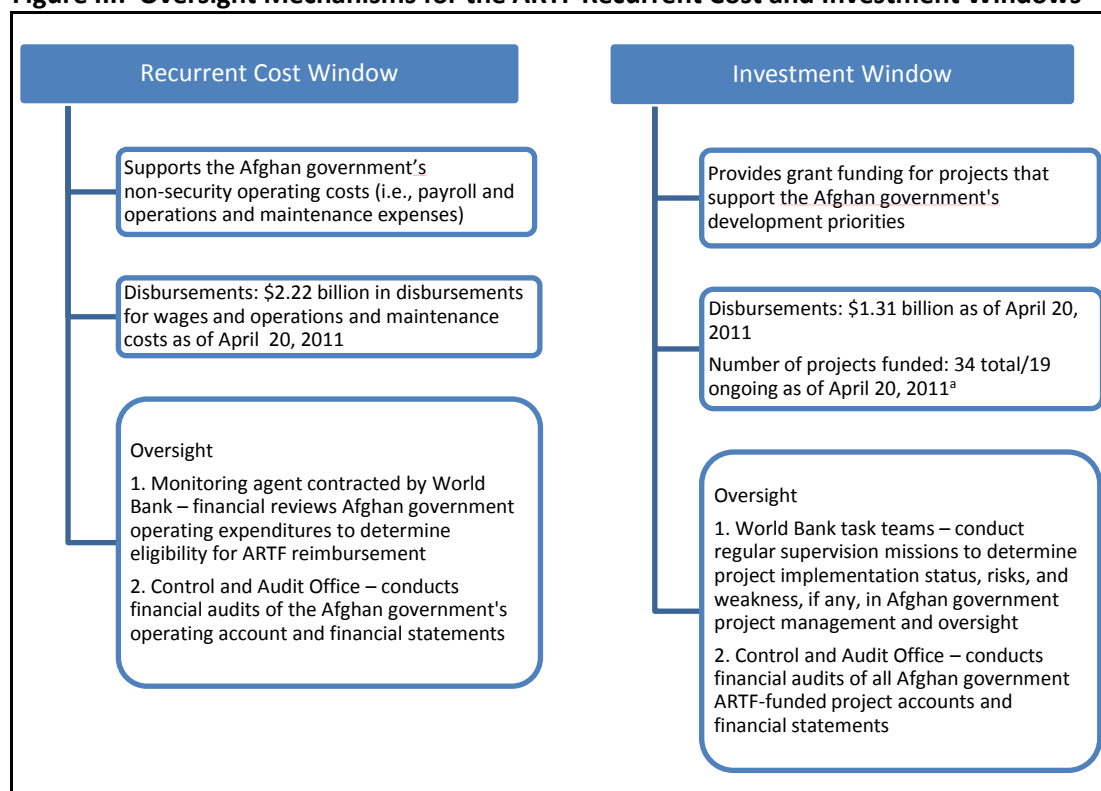 Figure III: Oversight Mechanisms for the ARTF Recurrent Cost and Investment Windows
Recurrent Cost Window
Supports the Afghan government's
non-security operating costs (i.e., payroll and
operations and maintenance expenses)
Disbursements: $2.22 billion in disbursements
for wages and operations and maintenance
costs as of April 20, 2011
Oversight
1. Monitoring agent contracted by World
Bank – financial reviews Afghan government
operating expenditures to determine
eligibility for ARTF reimbursement
2. Control and Audit Office – conducts
financial audits of the Afghan government's
operating account and financial statements
Investment Window
Provides grant funding for projects that
support the Afghan government's
development priorities
Disbursements: $1.31 billion as of April 20,
2011
Number of projects funded: 34 total/19
ongoing as of April 20, 2011ᵃ
Oversight
1. World Bank task teams – conduct
regular supervision missions to determine
project implementation status, risks, and
weakness, if any, in Afghan government
project management and oversight
2. Control and Audit Office – conducts
financial audits of all Afghan government
ARTF-funded project accounts and
financial statements